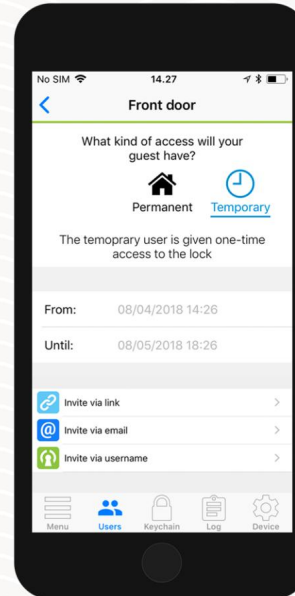 No SIM 14.27
Front door
What kind of access will your
guest have?
Permanent Temporary
The temoprary user is given one-time
access to the lock
From: 08/04/2018 14:26
Until: 08/05/2018 18:26
Invite via link
Invite via email
Invite via username
Menu Users Keychain Log Device